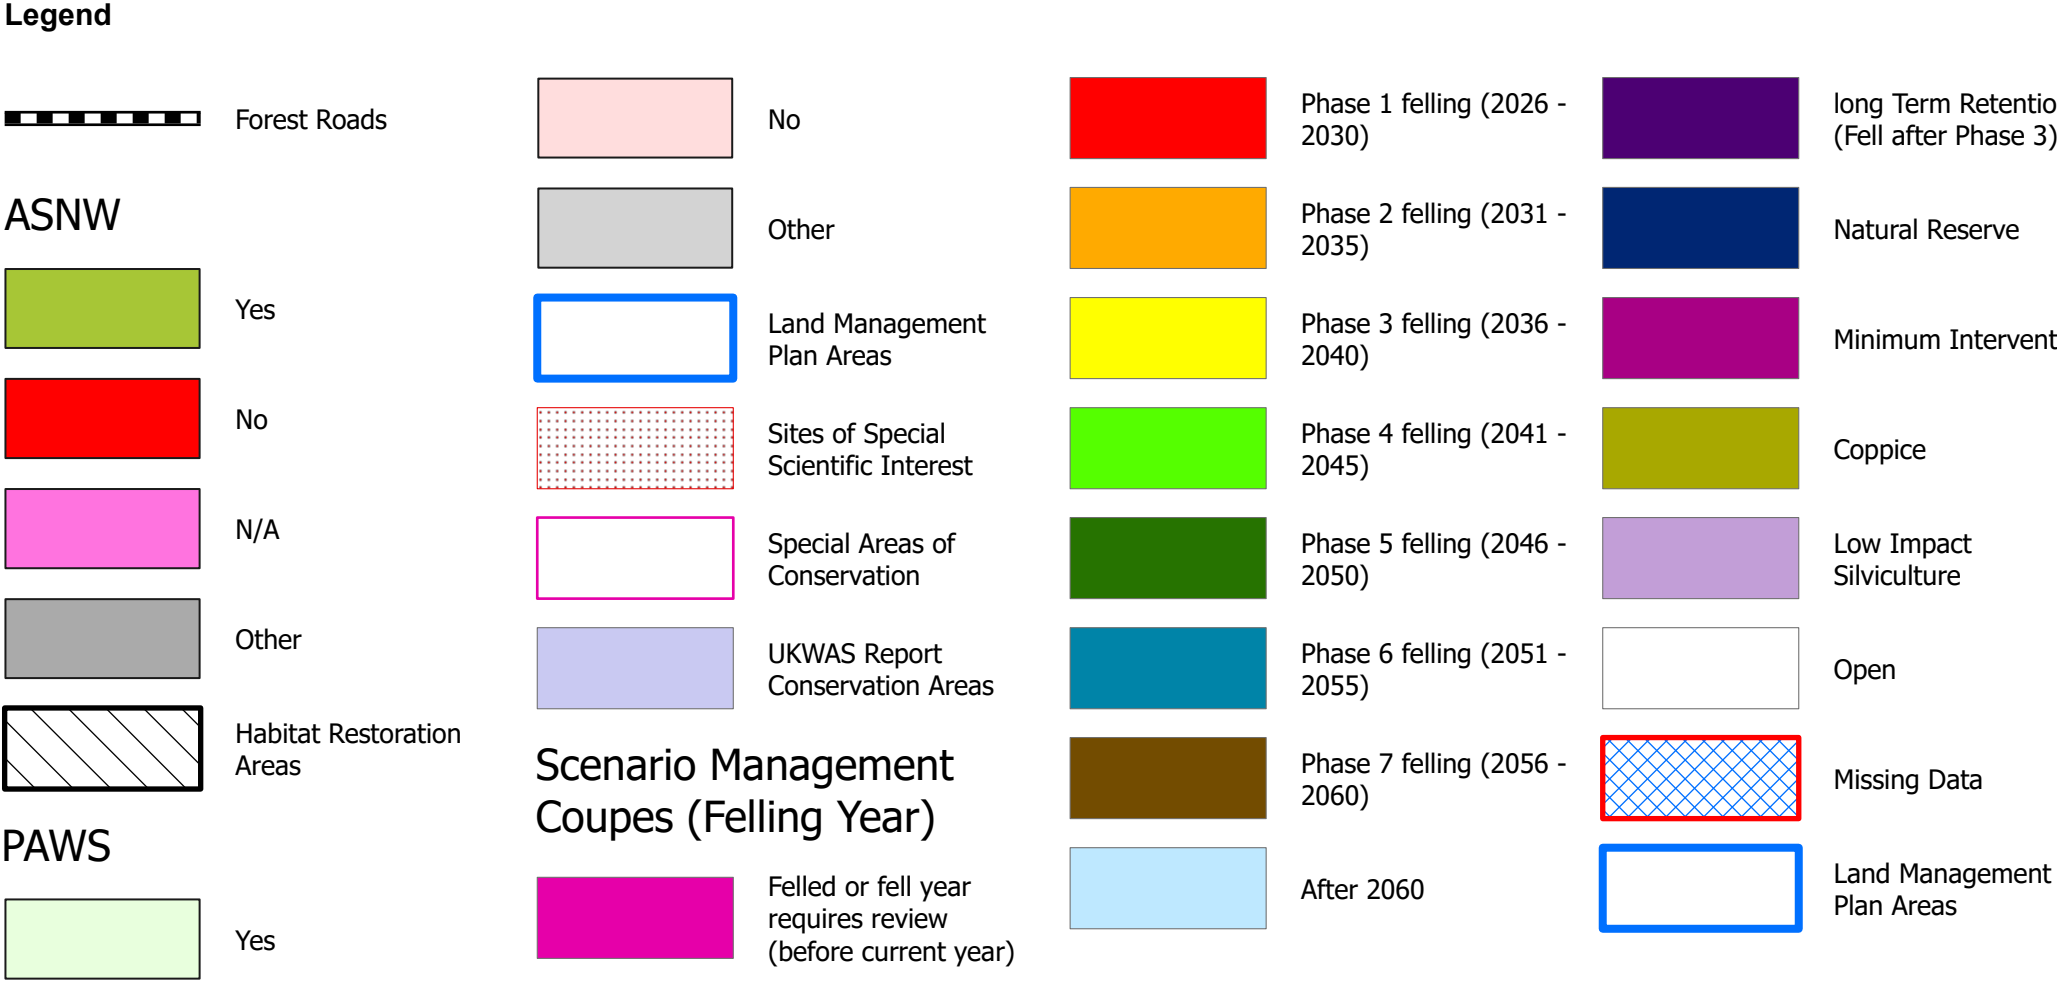 Legend
Forest Roads
ASNW
Yes
No
N/A
Other
Habitat Restoration
Areas
PAWS
Yes
No
Other
Land Management
Plan Areas
Sites of Special
Scientific Interest
Special Areas of
Conservation
UKWAS Report
Conservation Areas
Scenario Management
Coupes (Felling Year)
Felled or fell year
requires review
(before current year)
Phase 1 felling (2026 -
2030)
Phase 2 felling (2031 -
2035)
Phase 3 felling (2036 -
2040)
Phase 4 felling (2041 -
2045)
Phase 5 felling (2046 -
2050)
Phase 6 felling (2051 -
2055)
Phase 7 felling (2056 -
2060)
After 2060
long Term Retentio
(Fell after Phase 3)
Natural Reserve
Minimum Intervent
Coppice
Low Impact
Silviculture
Open
Missing Data
Land Management
Plan Areas